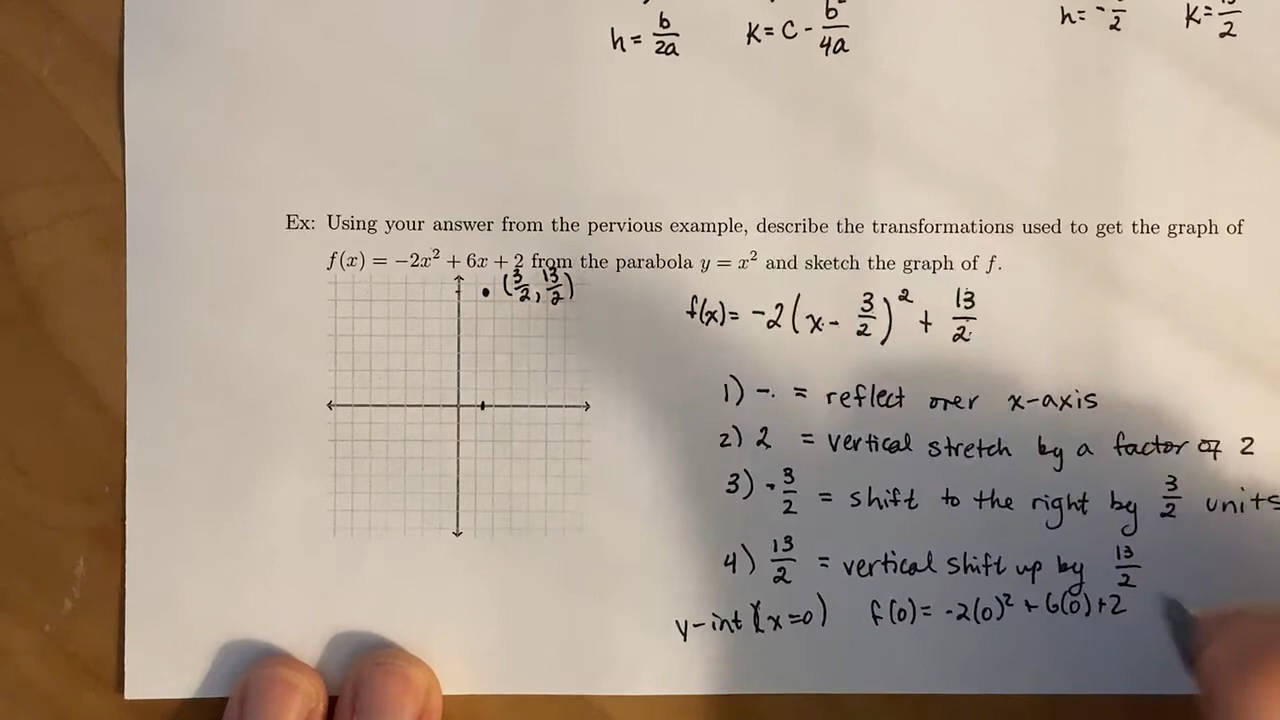 h = b/2a K = C - b/4a h = - /2 K = /2
Ex: Using your answer from the pervious example, describe the transformations used to get the graph of
f(x) = −2x² + 6x + 2 from the parabola y = x² and sketch the graph of f.
(3/2, 13/2)
f(x) = -2(x - 3/2)² + 13/2
1) - = reflect over x-axis
2) 2 = vertical stretch by a factor of 2
3) - 3/2 = shift to the right by 3/2 units
4) 13/2 = vertical shift up by 13/2
y-int (x=0) f(0) = -2(0)² + 6(0) + 2